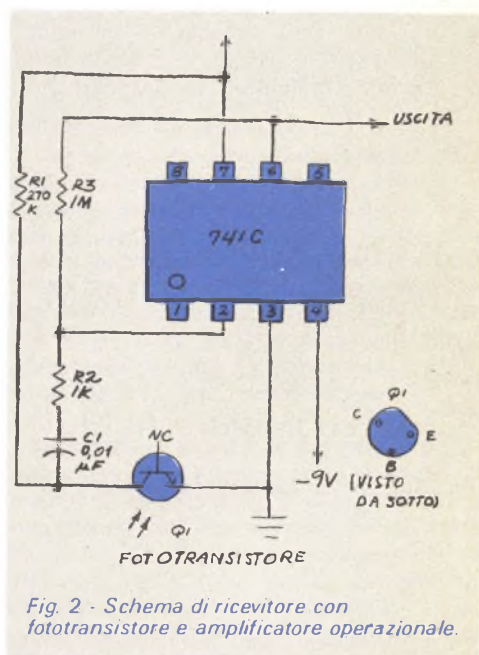 USCITA
R1
270
K
R3
1M
8
7
6
5
741C
1
2
3
4
R2
1K
C1
0,01
µF
NC
Q1
FOTOTRANSISTORE
-9V
Q1
C
E
B
(VISTO
DA SOTTO)
Fig. 2 - Schema di ricevitore con
fototransistore e amplificatore operazionale.